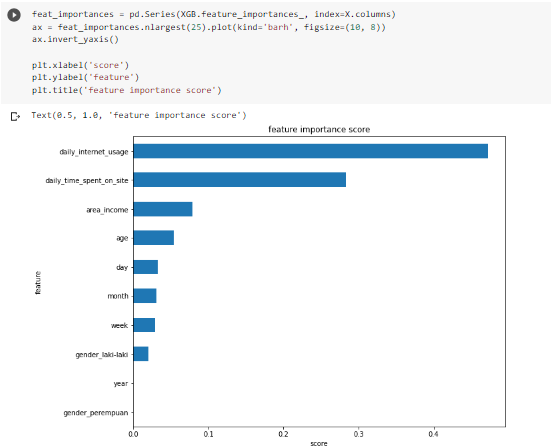 feat_importances = pd.Series(XGB.feature_importances_, index=X.columns)
ax = feat_importances.nlargest(25).plot(kind='barh', figsize=(10, 8))
ax.invert_yaxis()
plt.xlabel('score')
plt.ylabel('feature')
plt.title('feature importance score')
Text(0.5, 1.0, 'feature importance score')
feature importance score
daily_internet_usage
daily_time_spent_on_site
area_income
age
day
feature
month
week
gender_laki-laki
year
gender_perempuan
0.0 0.1 0.2 0.3 0.4
score